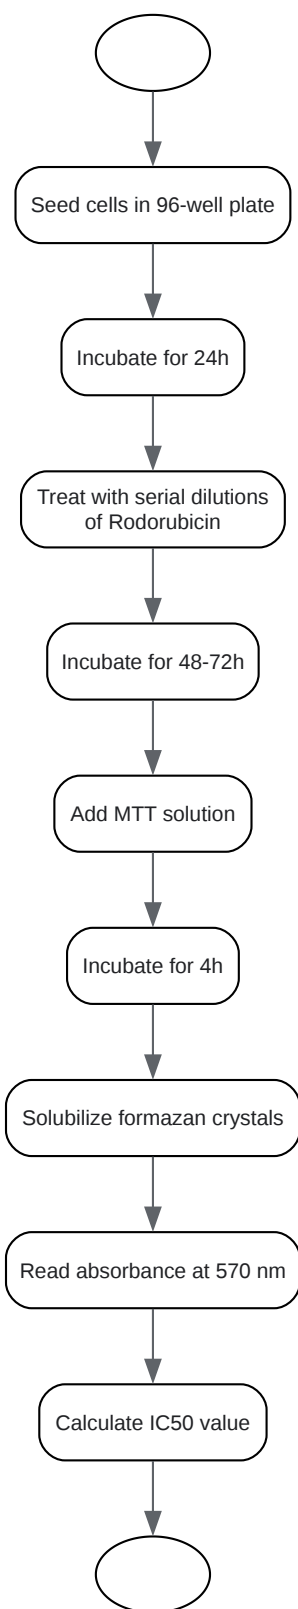 Seed cells in 96-well plate
Incubate for 24h
Treat with serial dilutions
of Rodorubicin
Incubate for 48-72h
Add MTT solution
Incubate for 4h
Solubilize formazan crystals
Read absorbance at 570 nm
Calculate IC50 value